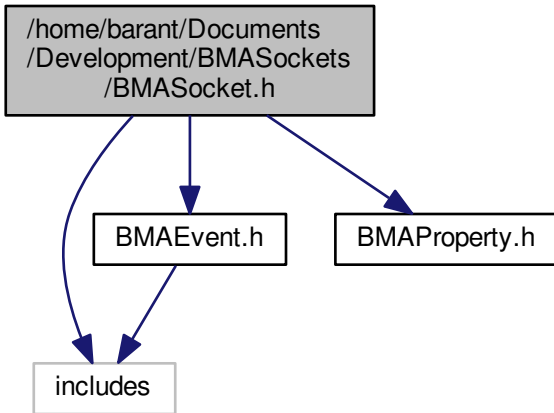 /home/barant/Documents
/Development/BMASockets
/BMASocket.h
BMAEvent.h
BMAProperty.h
includes